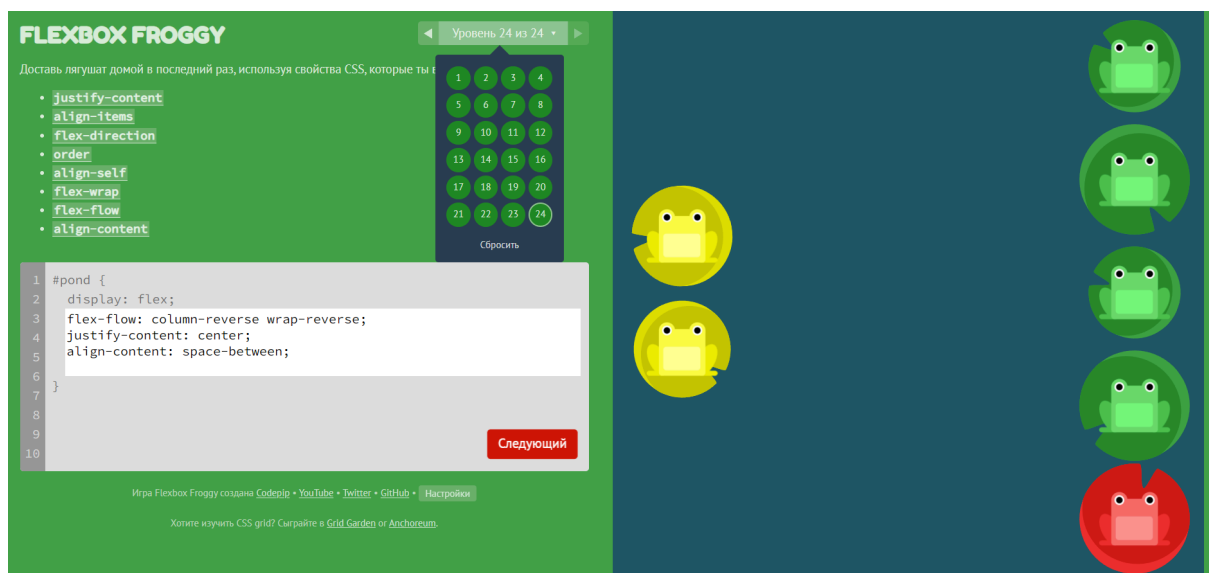 FLEXBOX FROGGY
Уровень 24 из 24
Доставь лягушат домой в последний раз, используя свойства CSS, которые ты
justify-content
align-items
flex-direction
order
align-self
flex-wrap
flex-flow
align-content
1 2 3 4
5 6 7 8
9 10 11 12
13 14 15 16
17 18 19 20
21 22 23 24
Сбросить
1 #pond {
2 display: flex;
3 flex-flow: column-reverse wrap-reverse;
4 justify-content: center;
5 align-content: space-between;
6
7 }
8
9
10
Следующий
Игра Flexbox Froggy создана Codepip • YouTube • Twitter • GitHub • Настройки
Хотите изучить CSS grid? Сыграйте в Grid Garden or Anchoreum.